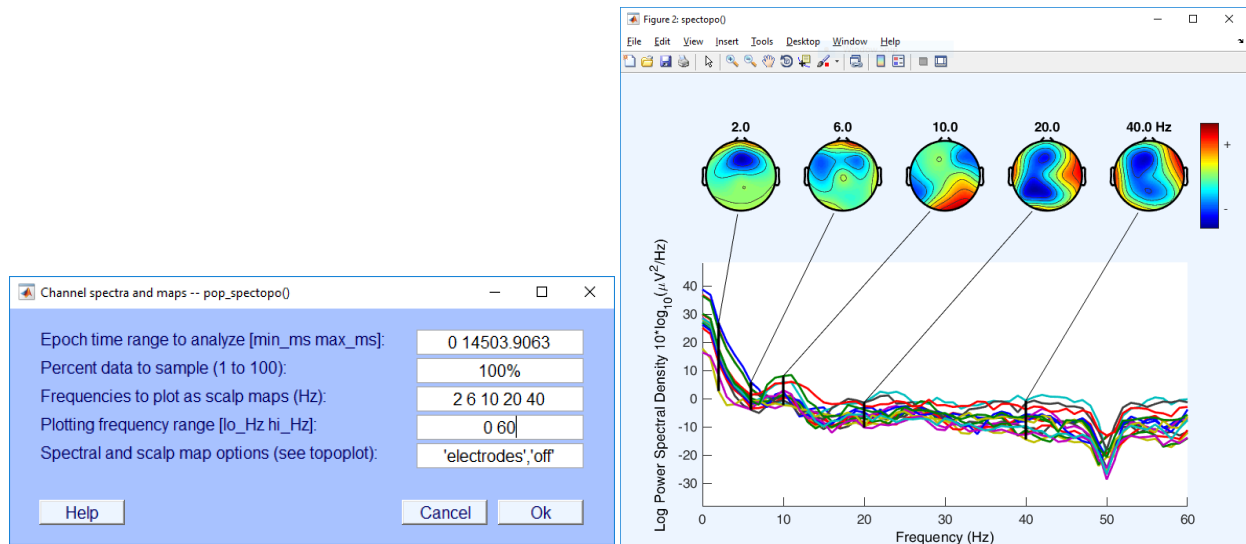 Channel spectra and maps -- pop_spectopo()
Epoch time range to analyze [min_ms max_ms]: 0 14503.9063
Percent data to sample (1 to 100): 100%
Frequencies to plot as scalp maps (Hz): 2 6 10 20 40
Plotting frequency range [lo_Hz hi_Hz]: 0 60
Spectral and scalp map options (see topoplot): 'electrodes','off'
Help Cancel Ok
Figure 2: spectopo()
File Edit View Insert Tools Desktop Window Help
2.0 6.0 10.0 20.0 40.0 Hz
+
-
Log Power Spectral Density 10*log10(μV2/Hz)
40
30
20
10
0
-10
-20
-30
0 10 20 30 40 50 60
Frequency (Hz)